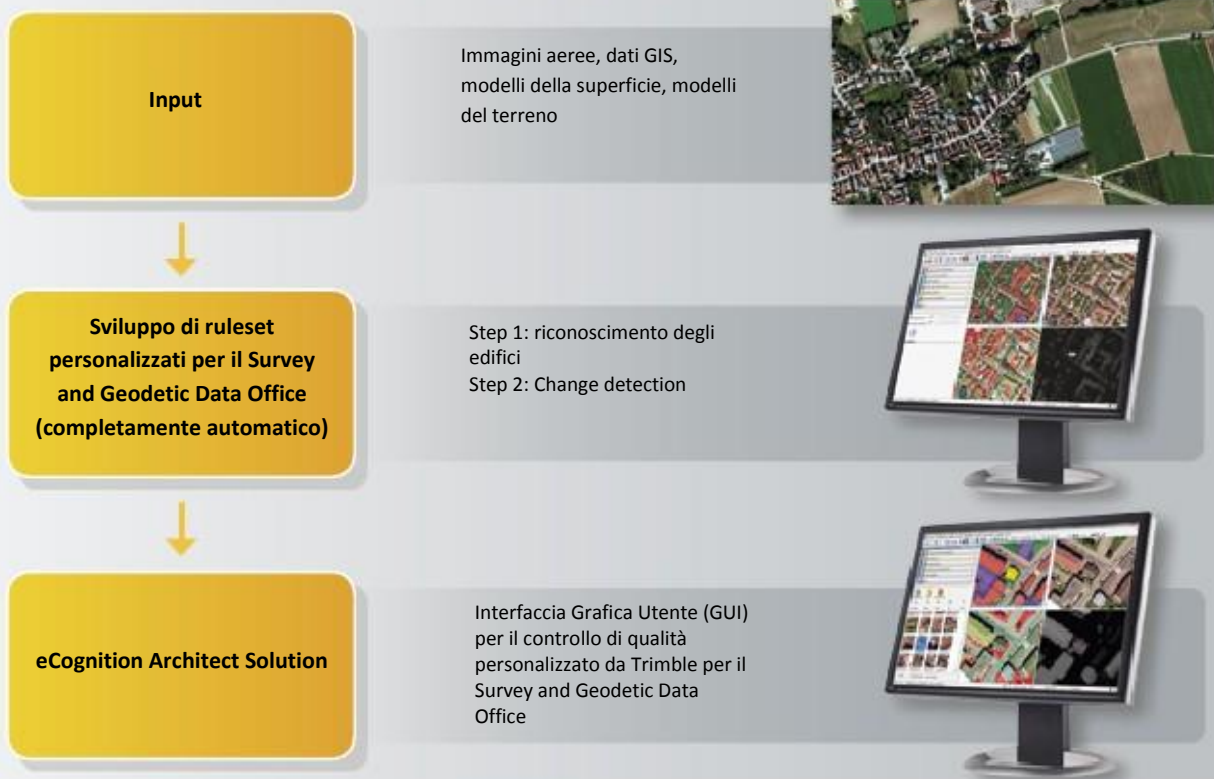 Input
Immagini aeree, dati GIS,
modelli della superficie, modelli
del terreno
Sviluppo di ruleset
personalizzati per il Survey
and Geodetic Data Office
(completamente automatico)
Step 1: riconoscimento degli
edifici
Step 2: Change detection
eCognition Architect Solution
Interfaccia Grafica Utente (GUI)
per il controllo di qualità
personalizzato da Trimble per il
Survey and Geodetic Data
Office